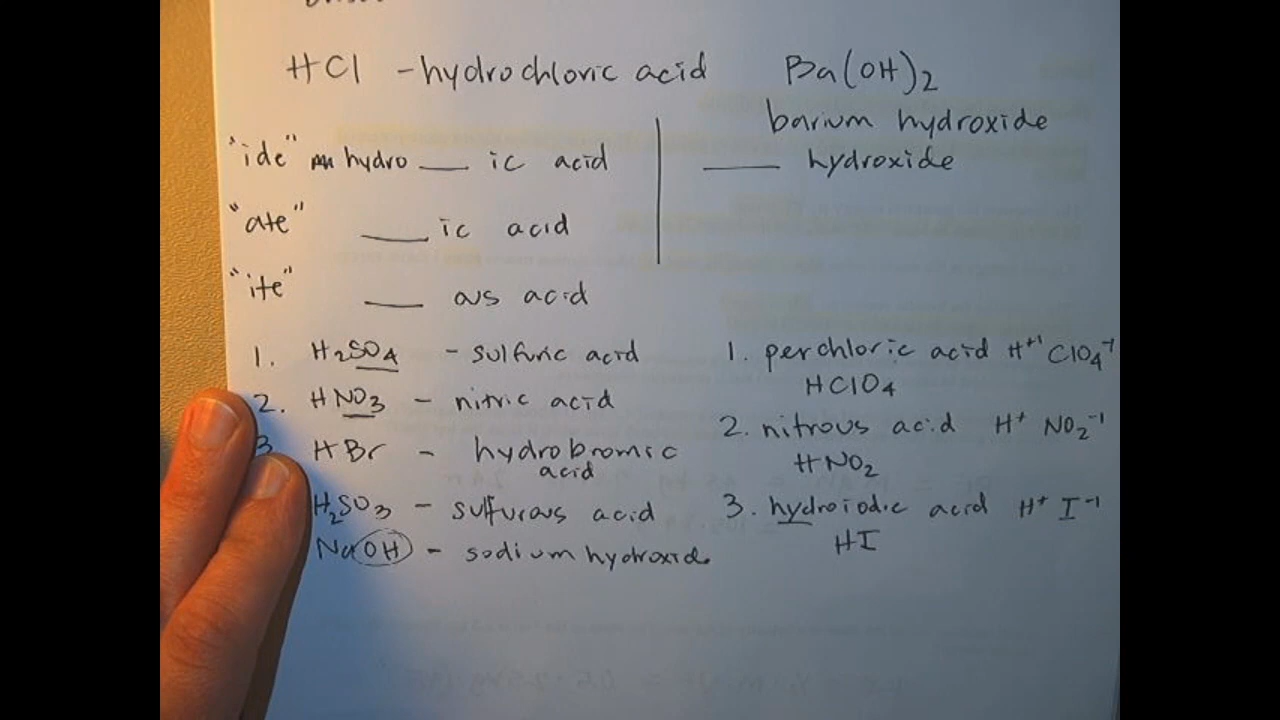 HCl - hydrochloric acid
Ba(OH)2
barium hydroxide
"ide" hydro ___ ic acid
___ hydroxide
"ate" ___ ic acid
"ite" ___ ous acid
1. H2SO4 - sulfuric acid
2. HNO3 - nitric acid
3. HBr - hydrobromic
acid
H2SO3 - sulfurous acid
NaOH - sodium hydroxide
1. perchloric acid H+1 ClO4-1
HClO4
2. nitrous acid H+ NO2-1
HNO2
3. hydroiodic acid H+ I-1
HI